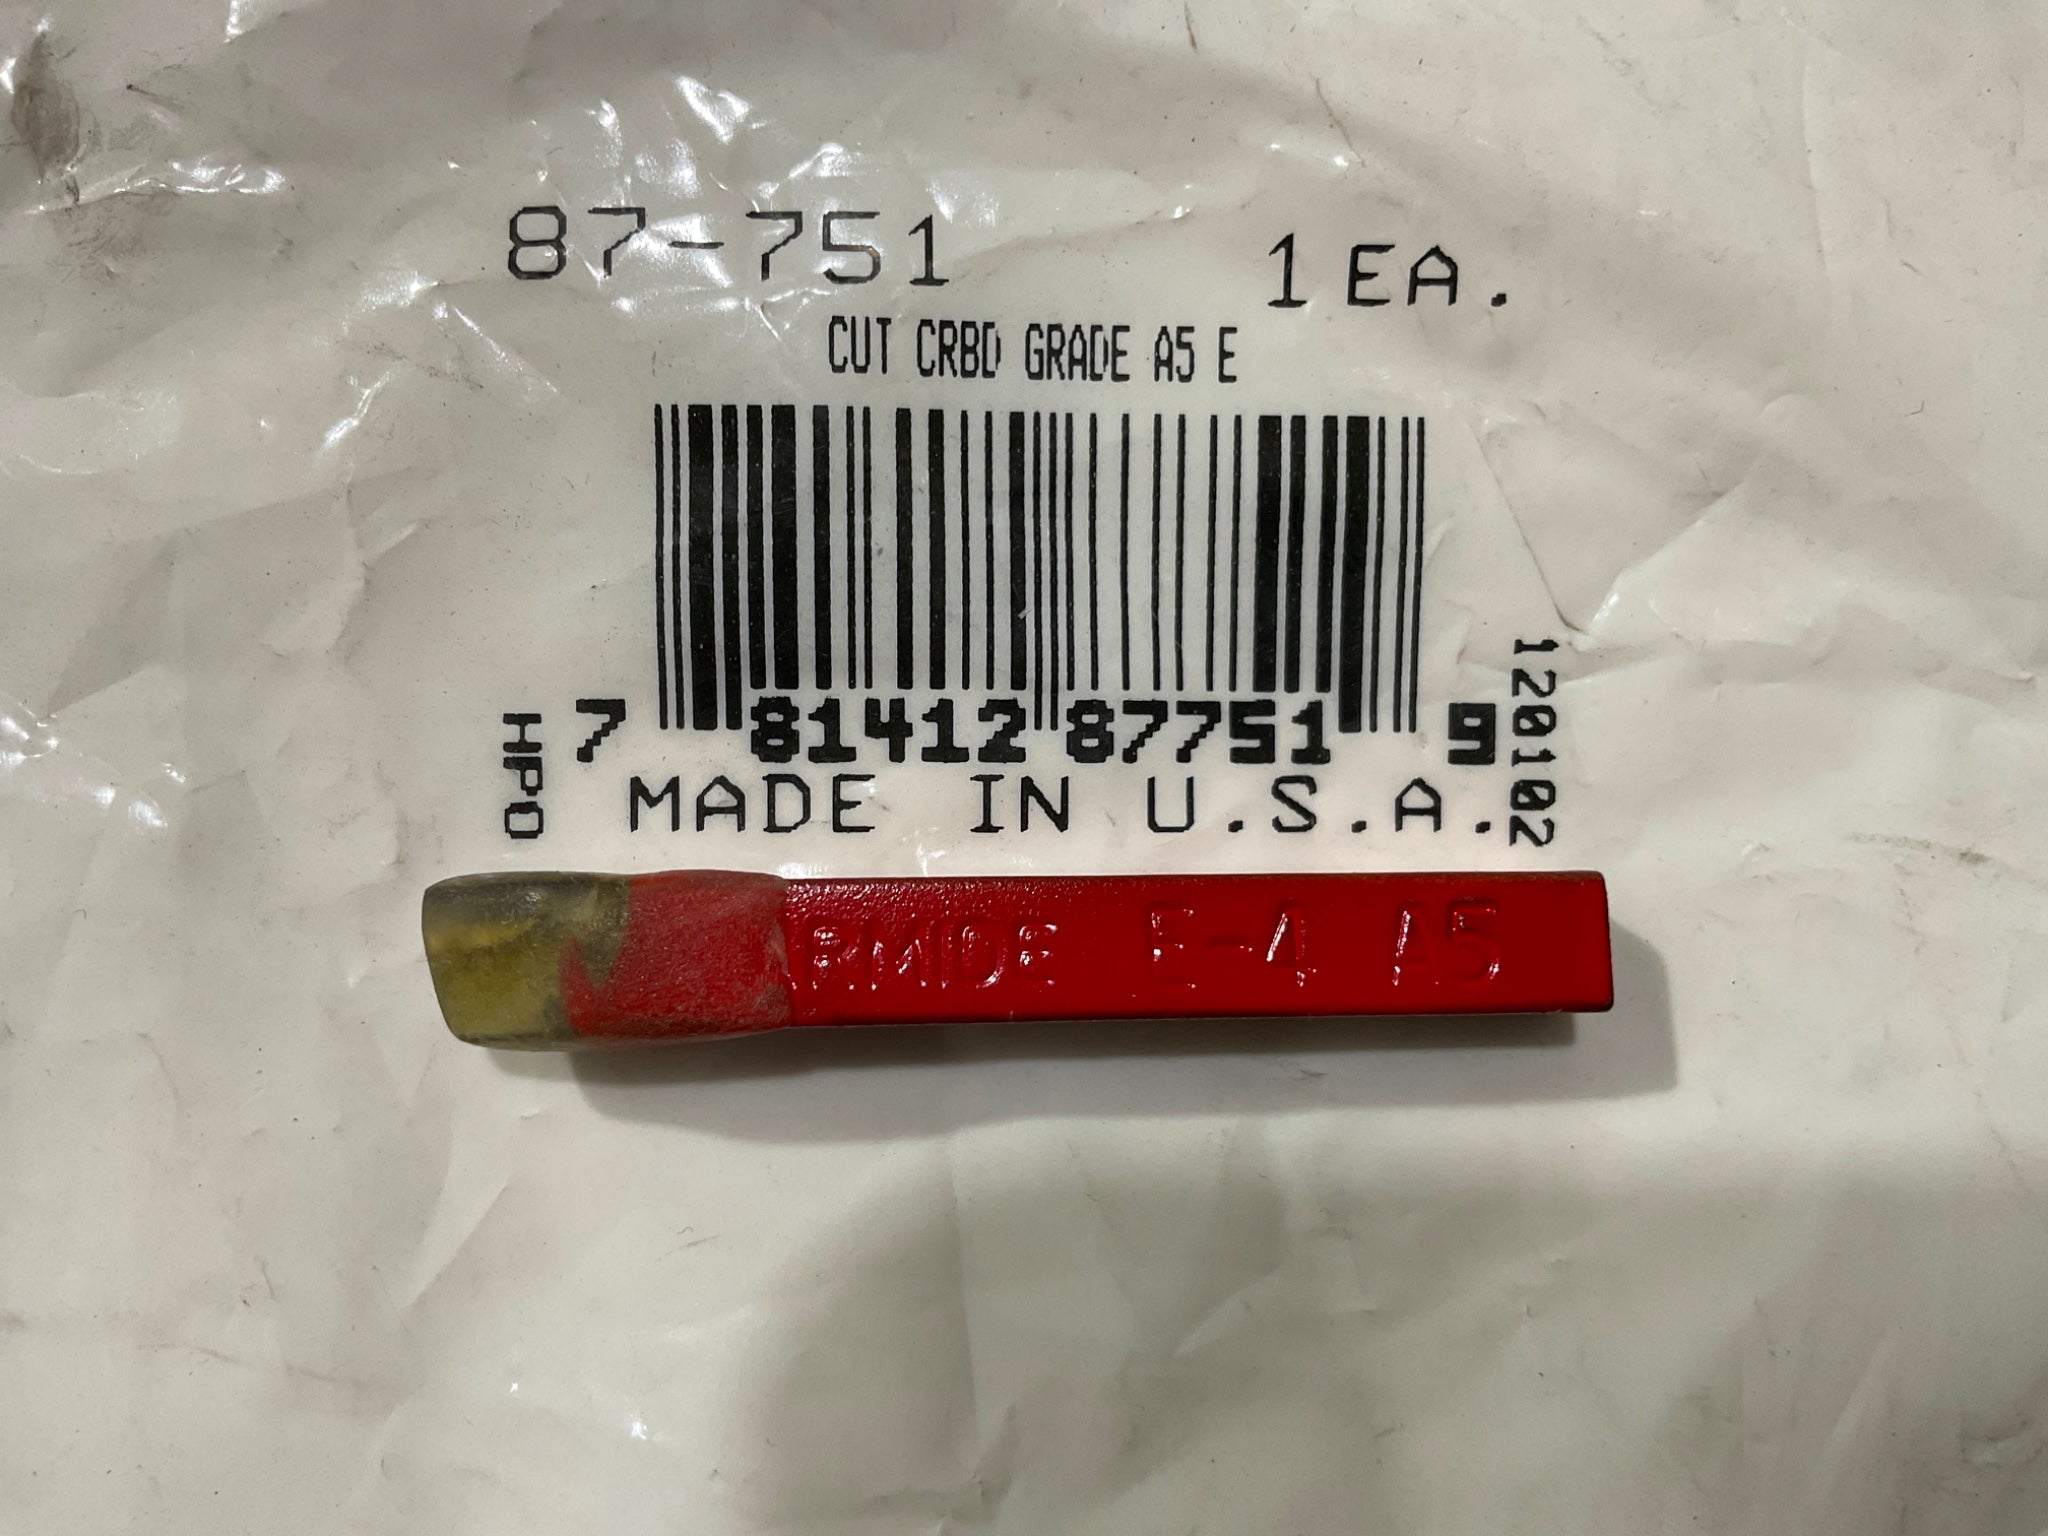 87-751 1 EA.
CUT CRBD GRADE A5 E
7 81412 87751 9
HPO
120102
MADE IN U.S.A.
RMIDE E-4 A5